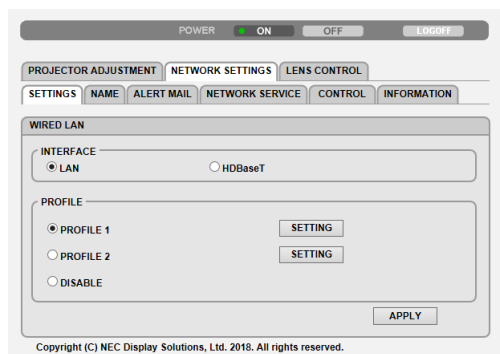 POWER ON OFF LOGOFF
PROJECTOR ADJUSTMENT NETWORK SETTINGS LENS CONTROL
SETTINGS NAME ALERT MAIL NETWORK SERVICE CONTROL INFORMATION
WIRED LAN
INTERFACE
LAN HDBaseT
PROFILE
PROFILE 1 SETTING
PROFILE 2 SETTING
DISABLE
APPLY
Copyright (C) NEC Display Solutions, Ltd. 2018. All rights reserved.